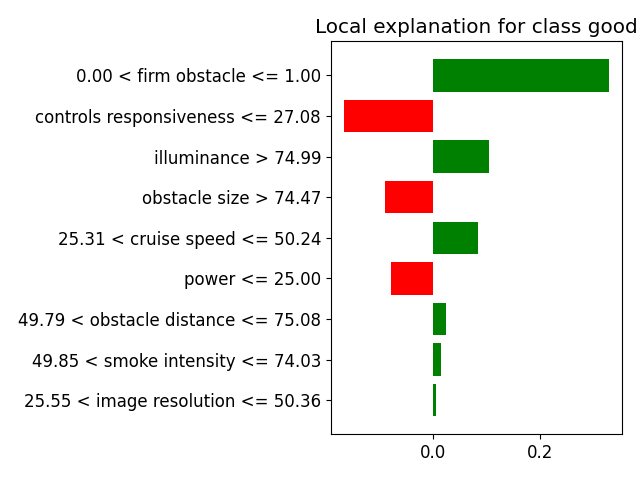 Local explanation for class good
0.00 < firm obstacle <= 1.00
controls responsiveness <= 27.08
illuminance > 74.99
obstacle size > 74.47
25.31 < cruise speed <= 50.24
power <= 25.00
49.79 < obstacle distance <= 75.08
49.85 < smoke intensity <= 74.03
25.55 < image resolution <= 50.36
0.0 0.2